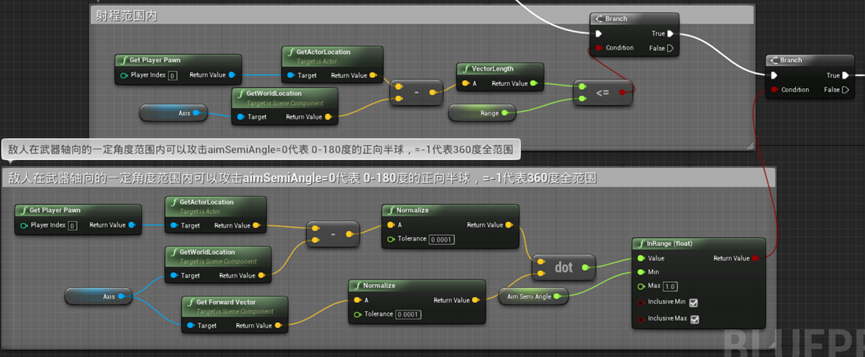 射程范围内
Branch
Condition
True
False
Branch
Condition
True
False
Get Player Pawn
Player Index 0
Return Value
GetActorLocation
Target is Actor
Target
Return Value
GetWorldLocation
Target is Scene Component
Target
Return Value
Axis
-
VectorLength
A
Return Value
Range
<=
敌人在武器轴向的一定角度范围内可以攻击aimSemiAngle=0代表 0-180度的正向半球，=-1代表360度全范围
敌人在武器轴向的一定角度范围内可以攻击aimSemiAngle=0代表 0-180度的正向半球，=-1代表360度全范围
Get Player Pawn
Player Index 0
Return Value
GetActorLocation
Target is Actor
Target
Return Value
GetWorldLocation
Target is Scene Component
Target
Return Value
Axis
Get Forward Vector
Target is Scene Component
Target
Return Value
-
Normalize
A
Tolerance 0.0001
Return Value
Normalize
A
Tolerance 0.0001
Return Value
dot
Aim Semi Angle
InRange (float)
Value
Min
Max 1.0
Inclusive Min
Inclusive Max
Return Value